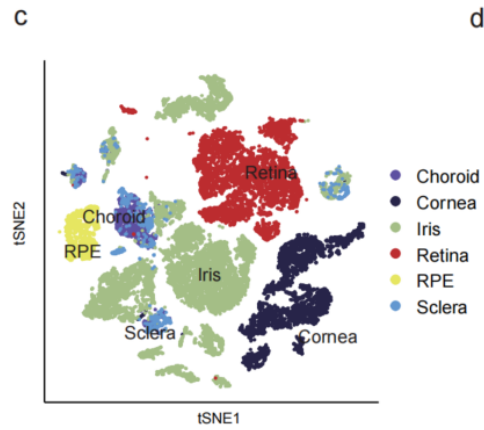 c
d
tSNE2
Retina
Choroid
RPE
Iris
Sclera
Cornea
tSNE1
Choroid
Cornea
Iris
Retina
RPE
Sclera